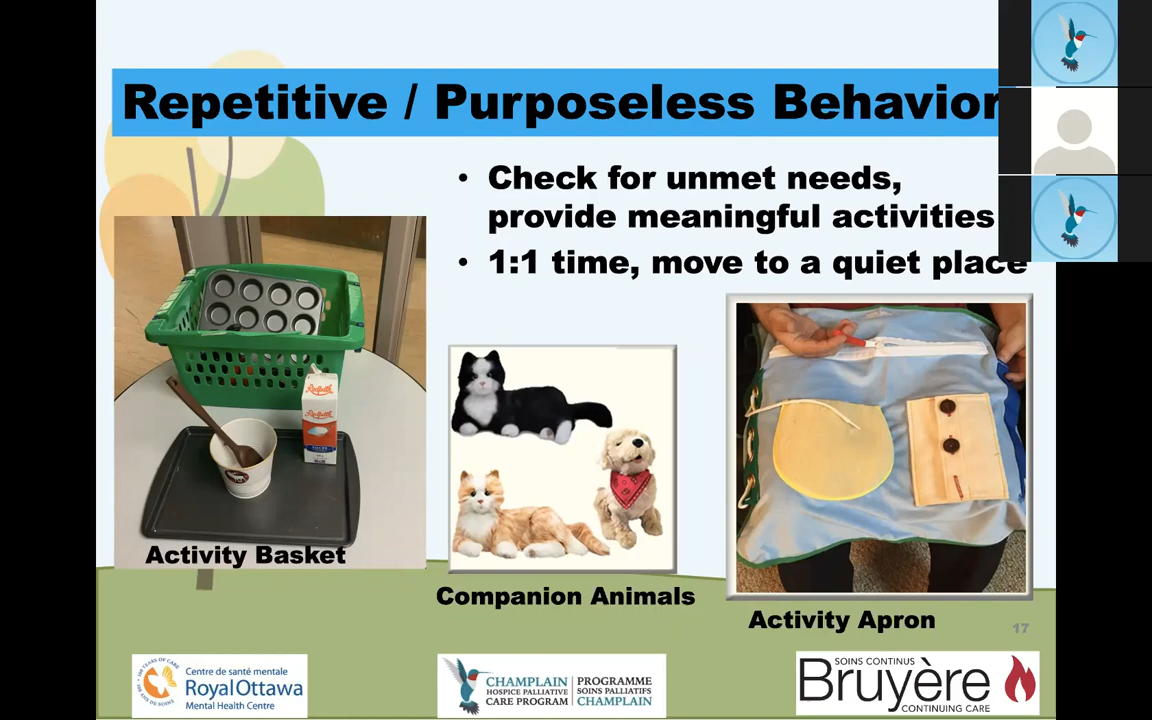 Repetitive / Purposeless Behavior
• Check for unmet needs,
provide meaningful activities
• 1:1 time, move to a quiet place
Redpath
Activity Basket
Companion Animals
Activity Apron
17
Centre de santé mentale
Royal Ottawa
Mental Health Centre
CHAMPLAIN
HOSPICE PALLIATIVE
CARE PROGRAM
PROGRAMME
SOINS PALLIATIFS
CHAMPLAIN
SOINS CONTINUS
Bruyère
CONTINUING CARE